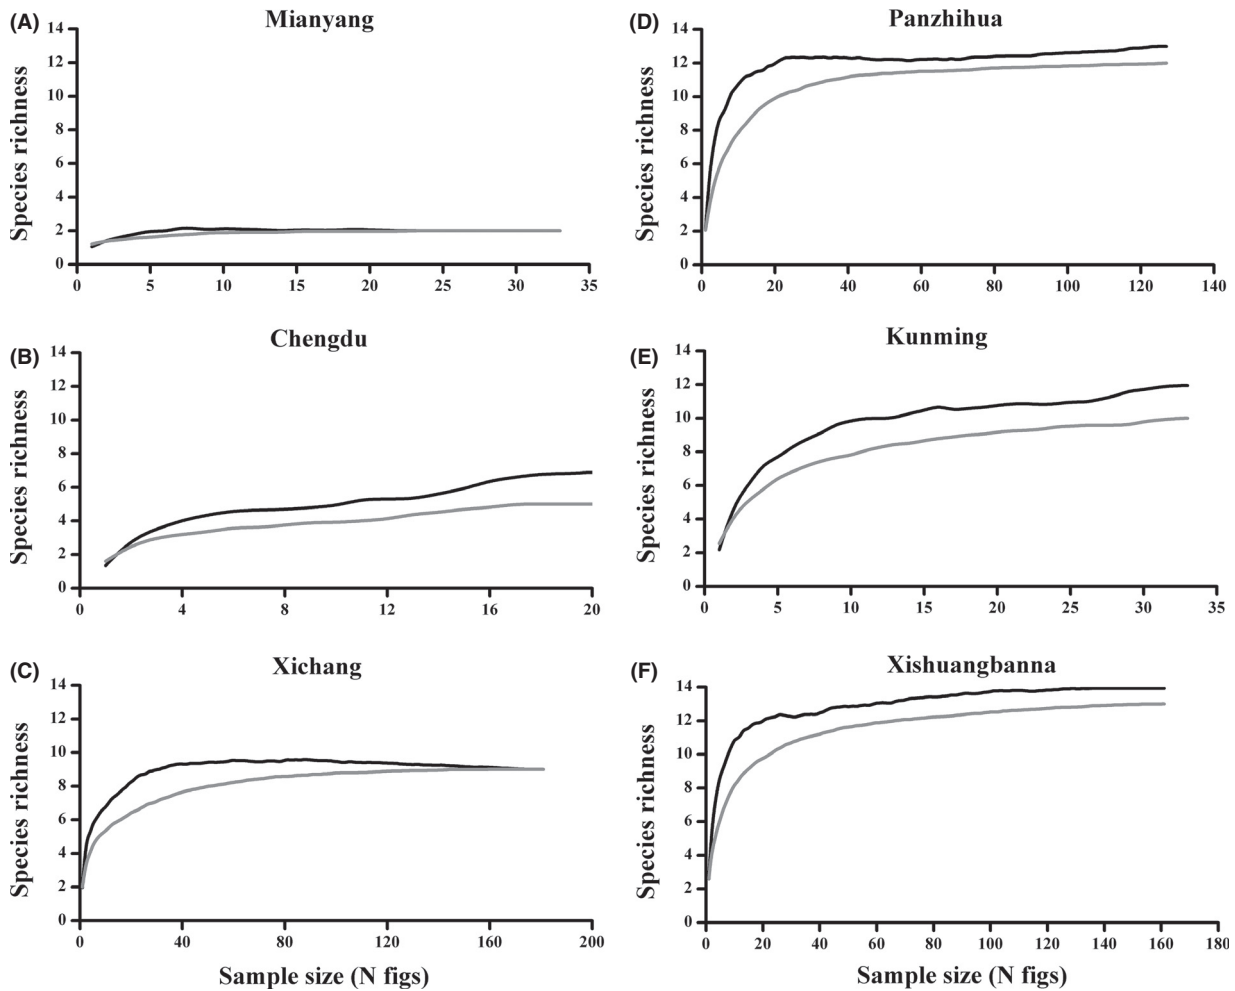 (A) Mianyang
14
12
10
8
6
4
2
0
Species richness
0 5 10 15 20 25 30 35
(D) Panzhihua
14
12
10
8
6
4
2
0
Species richness
0 20 40 60 80 100 120 140
(B) Chengdu
14
12
10
8
6
4
2
0
Species richness
0 4 8 12 16 20
(E) Kunming
14
12
10
8
6
4
2
0
Species richness
0 5 10 15 20 25 30 35
(C) Xichang
14
12
10
8
6
4
2
0
Species richness
0 40 80 120 160 200
Sample size (N figs)
(F) Xishuangbanna
14
12
10
8
6
4
2
0
Species richness
0 20 40 60 80 100 120 140 160 180
Sample size (N figs)